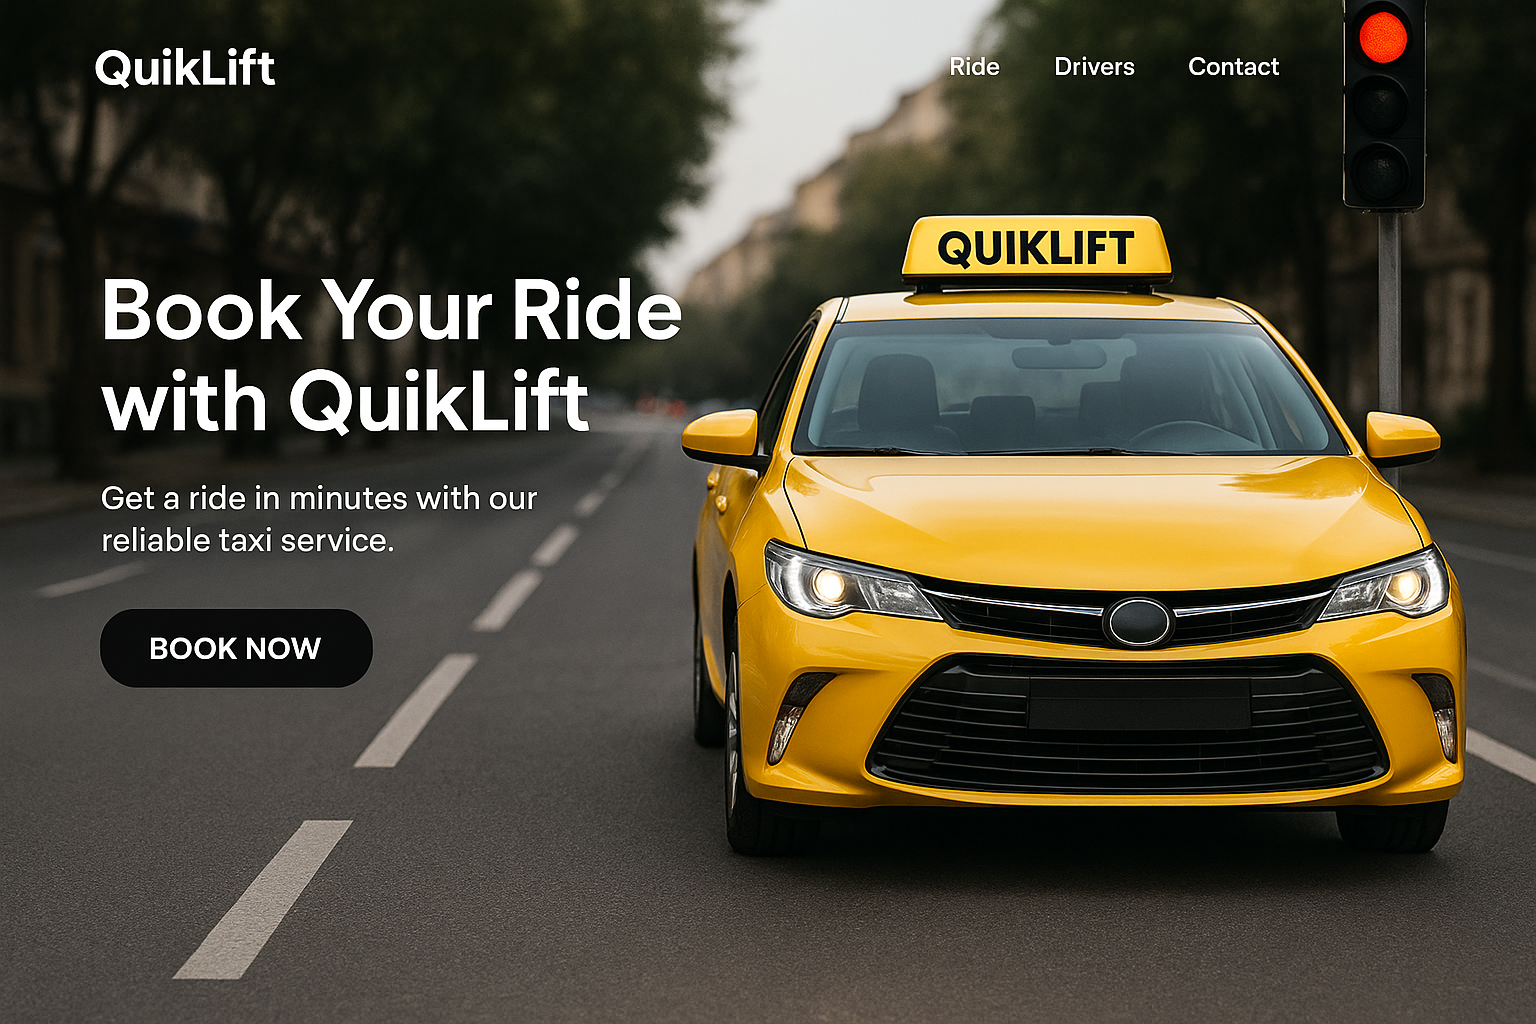 QuikLift
Ride
Drivers
Contact
QUIKLIFT
Book Your Ride
with QuikLift
Get a ride in minutes with our
reliable taxi service.
BOOK NOW